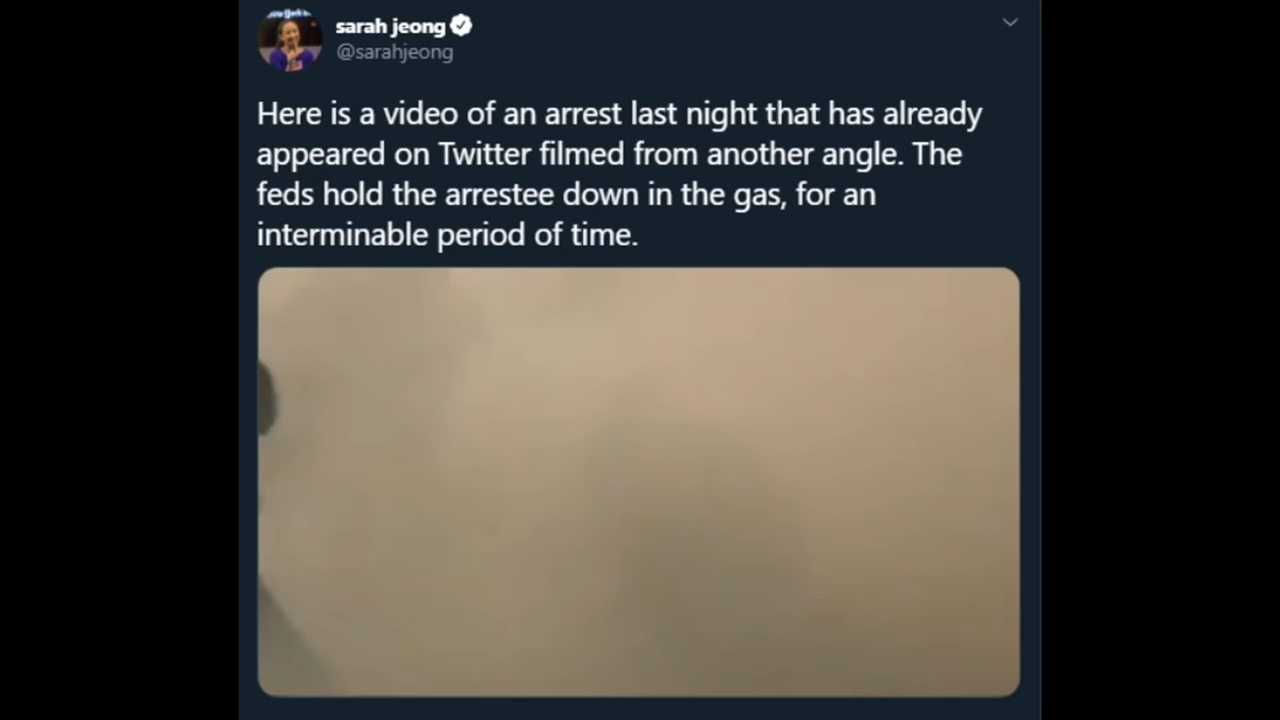 sarah jeong
@sarahjeong
Here is a video of an arrest last night that has already
appeared on Twitter filmed from another angle. The
feds hold the arrestee down in the gas, for an
interminable period of time.